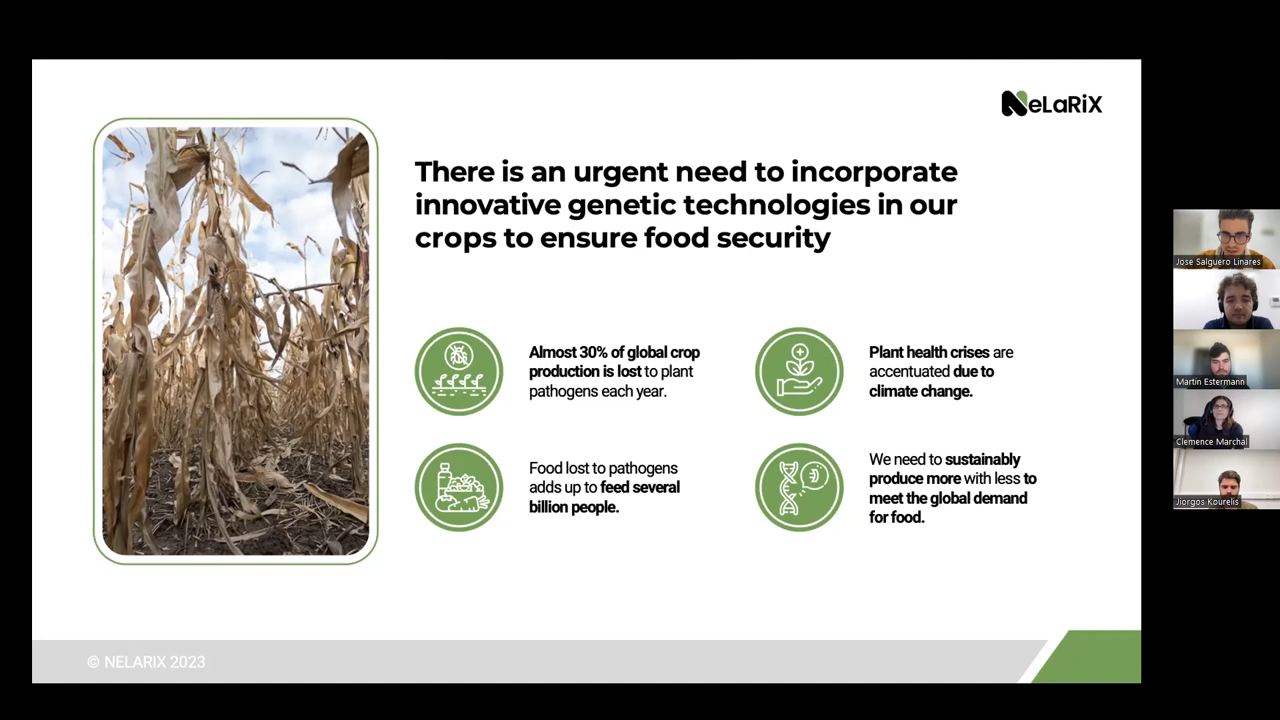 NeLaRiX
There is an urgent need to incorporate
innovative genetic technologies in our
crops to ensure food security
Almost 30% of global crop
production is lost to plant
pathogens each year.
Plant health crises are
accentuated due to
climate change.
Food lost to pathogens
adds up to feed several
billion people.
We need to sustainably
produce more with less to
meet the global demand
for food.
© NELARIX 2023
Jose Salguero Linares
Martin Estermann
Clemence Marchal
Jiorgos Kourelis